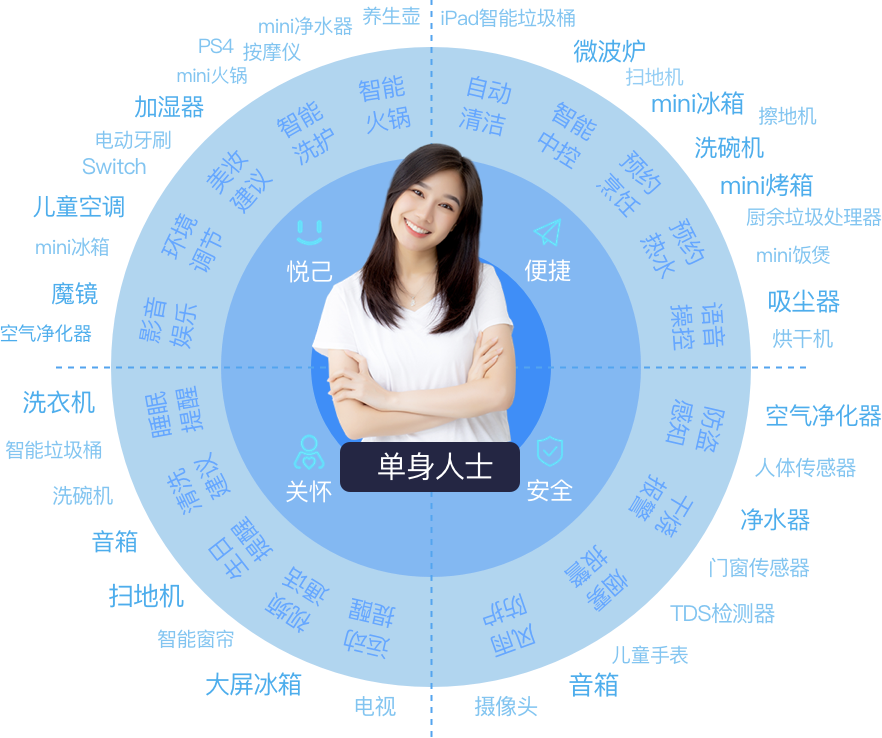 养生壶
iPad智能垃圾桶
mini净水器
PS4
按摩仪
微波炉
mini火锅
扫地机
加湿器
mini冰箱
电动牙刷
擦地机
Switch
洗碗机
儿童空调
mini烤箱
mini冰箱
厨余垃圾处理器
魔镜
mini饭煲
空气净化器
吸尘器
烘干机
智能
火锅
自动
清洁
智能
洗护
智能
中控
美妆
建议
预约
烹饪
环境
调节
预约
热水
影音
娱乐
语音
操控
悦己
便捷
洗衣机
空气净化器
智能垃圾桶
人体传感器
洗碗机
净水器
音箱
门窗传感器
扫地机
TDS检测器
智能窗帘
儿童手表
大屏冰箱
音箱
电视
摄像头
睡眠
提醒
防盗
感知
清洗
建议
干烧
报警
生日
提醒
烟雾
报警
视频
通话
风雨
防护
运动
提醒
单身人士
关怀
安全